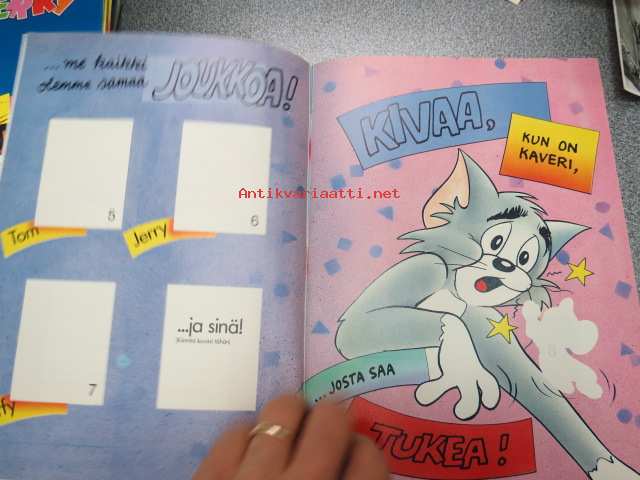 ... me kaikki
olemme samaa
JOUKKOA!
5
6
Tom
Jerry
7
...ja sinä!
KIVAA,
KUN ON
KAVERI,
8
... JOSTA SAA
TUKEA!
Antikvariaatti.net